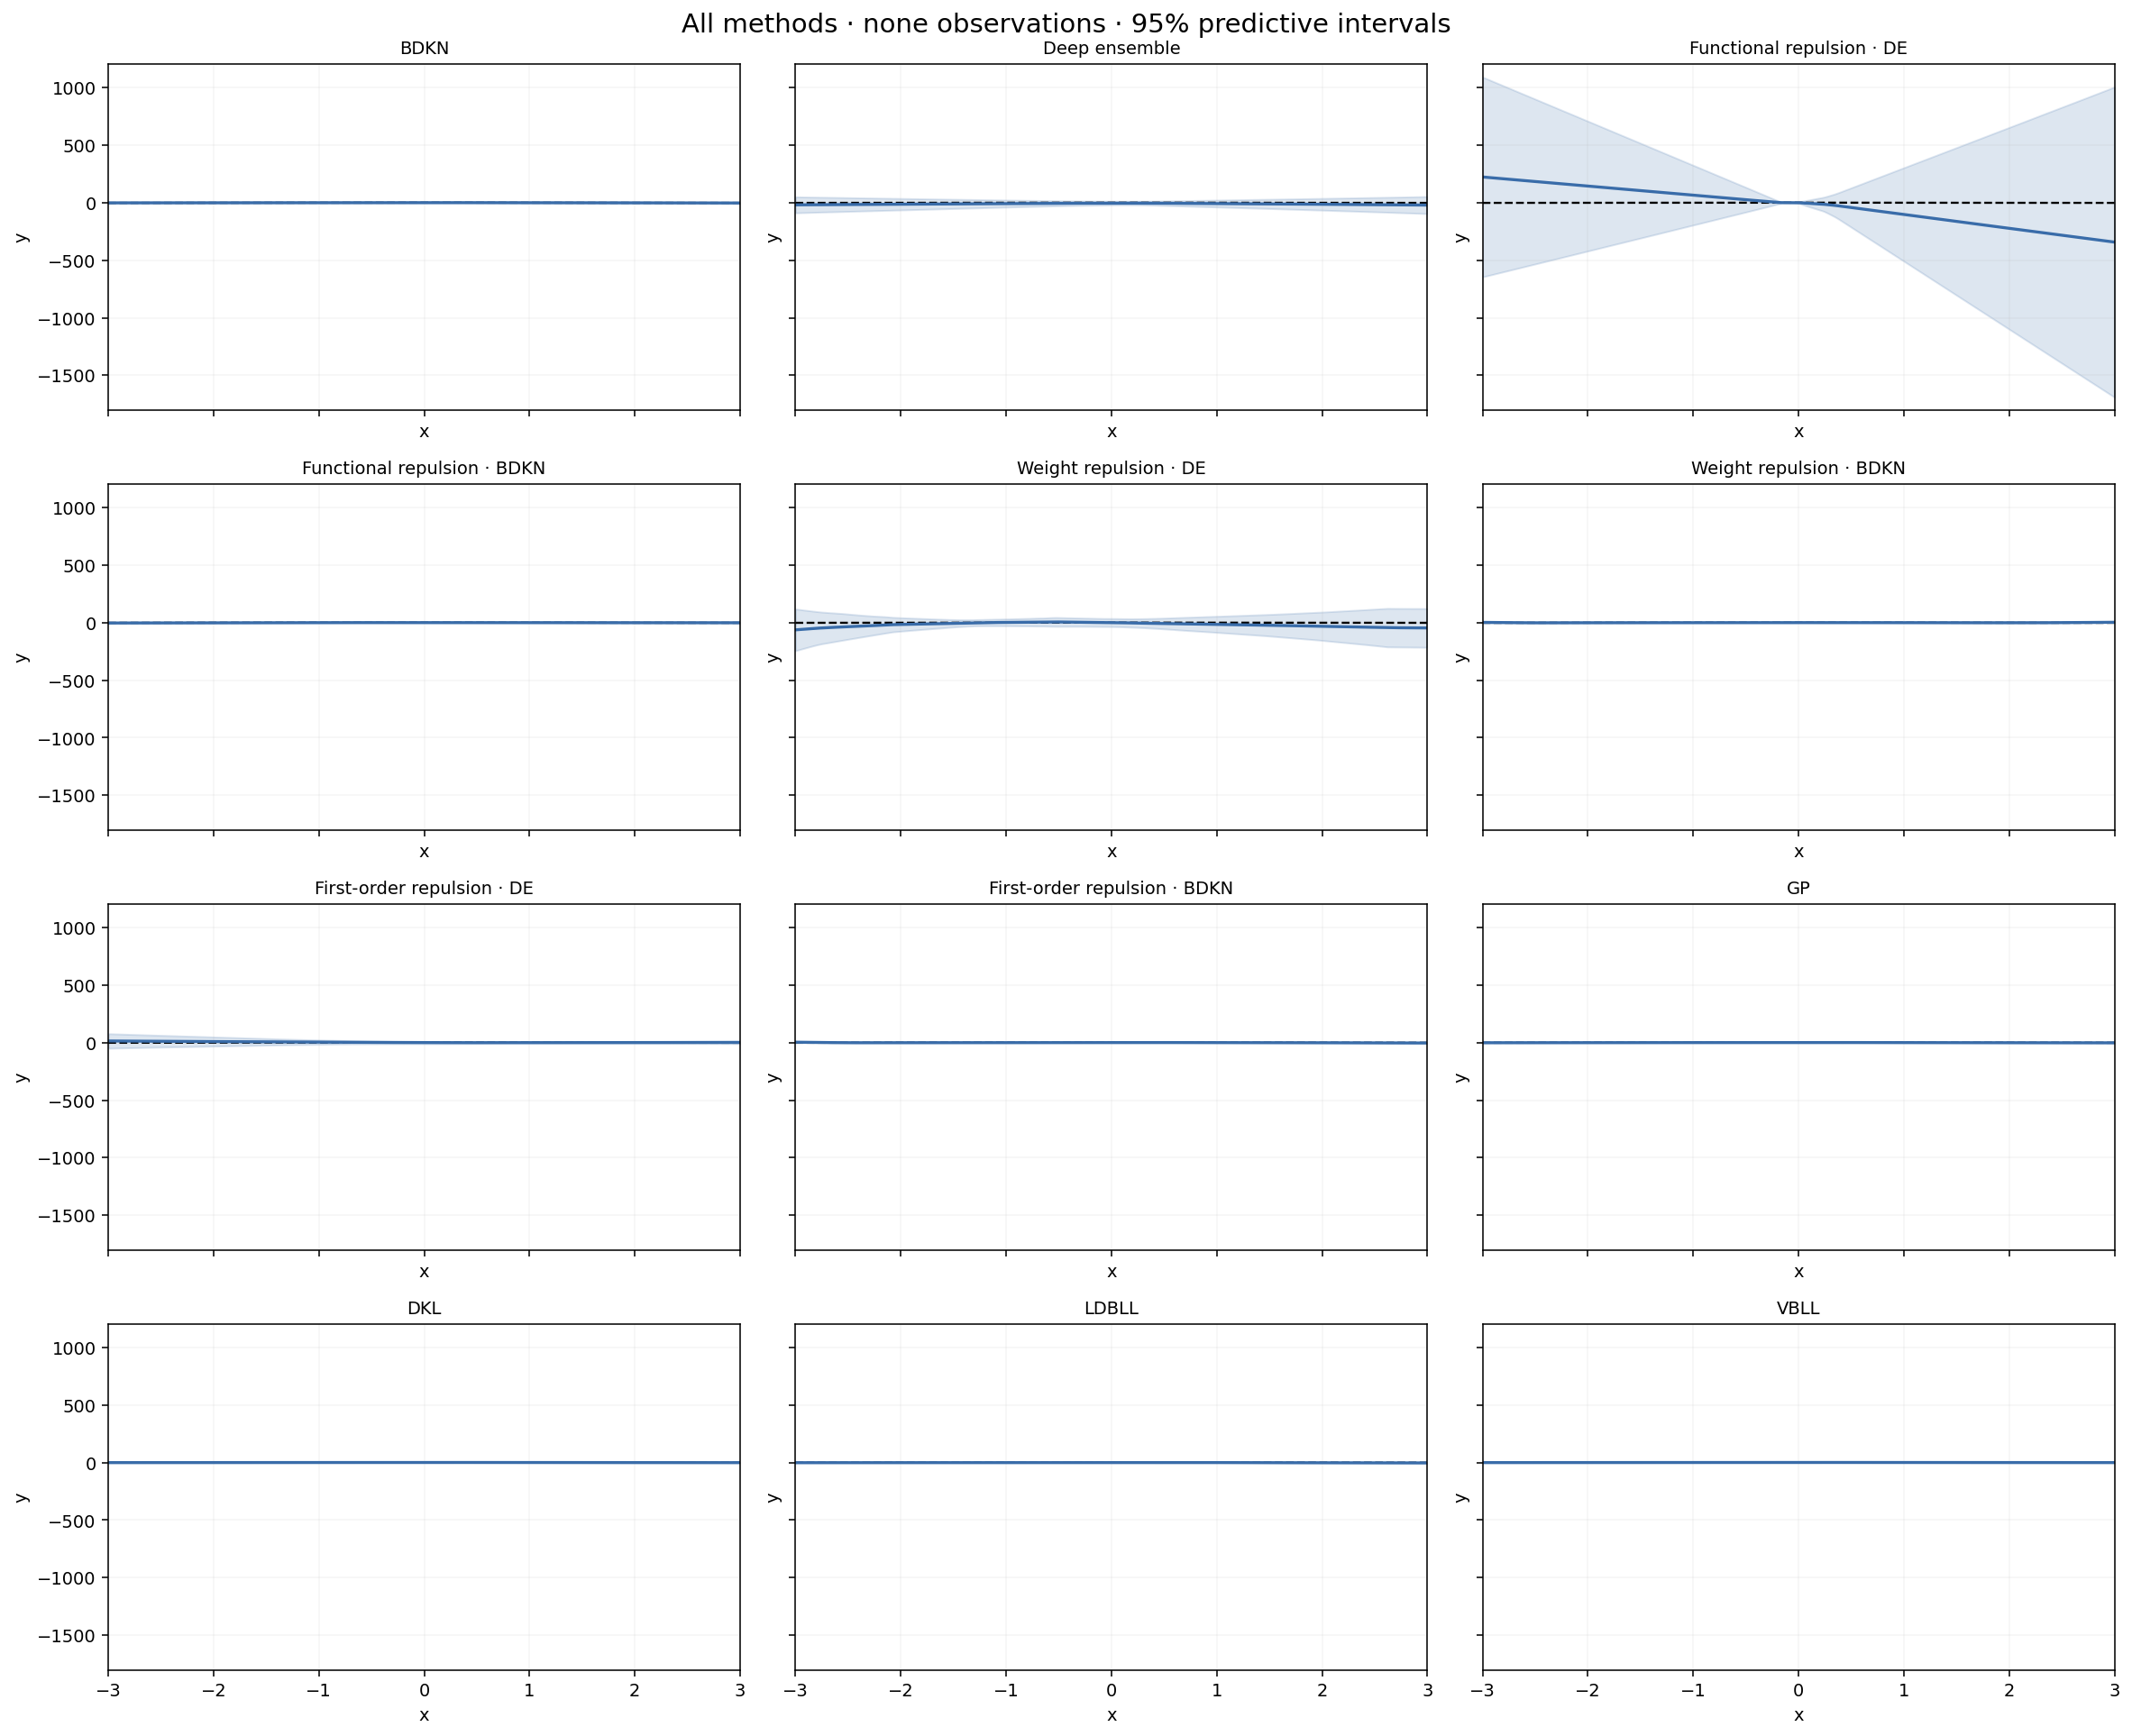 All methods · none observations · 95% predictive intervals
BDKN
Deep ensemble
Functional repulsion · DE
1000
500
0
−500
−1000
−1500
y
y
y
x
x
x
Functional repulsion · BDKN
Weight repulsion · DE
Weight repulsion · BDKN
1000
500
0
−500
−1000
−1500
y
y
y
x
x
x
First-order repulsion · DE
First-order repulsion · BDKN
GP
1000
500
0
−500
−1000
−1500
y
y
y
x
x
x
DKL
LDBLL
VBLL
1000
500
0
−500
−1000
−1500
y
y
y
−3 −2 −1 0 1 2 3
−3 −2 −1 0 1 2 3
−3 −2 −1 0 1 2 3
x
x
x